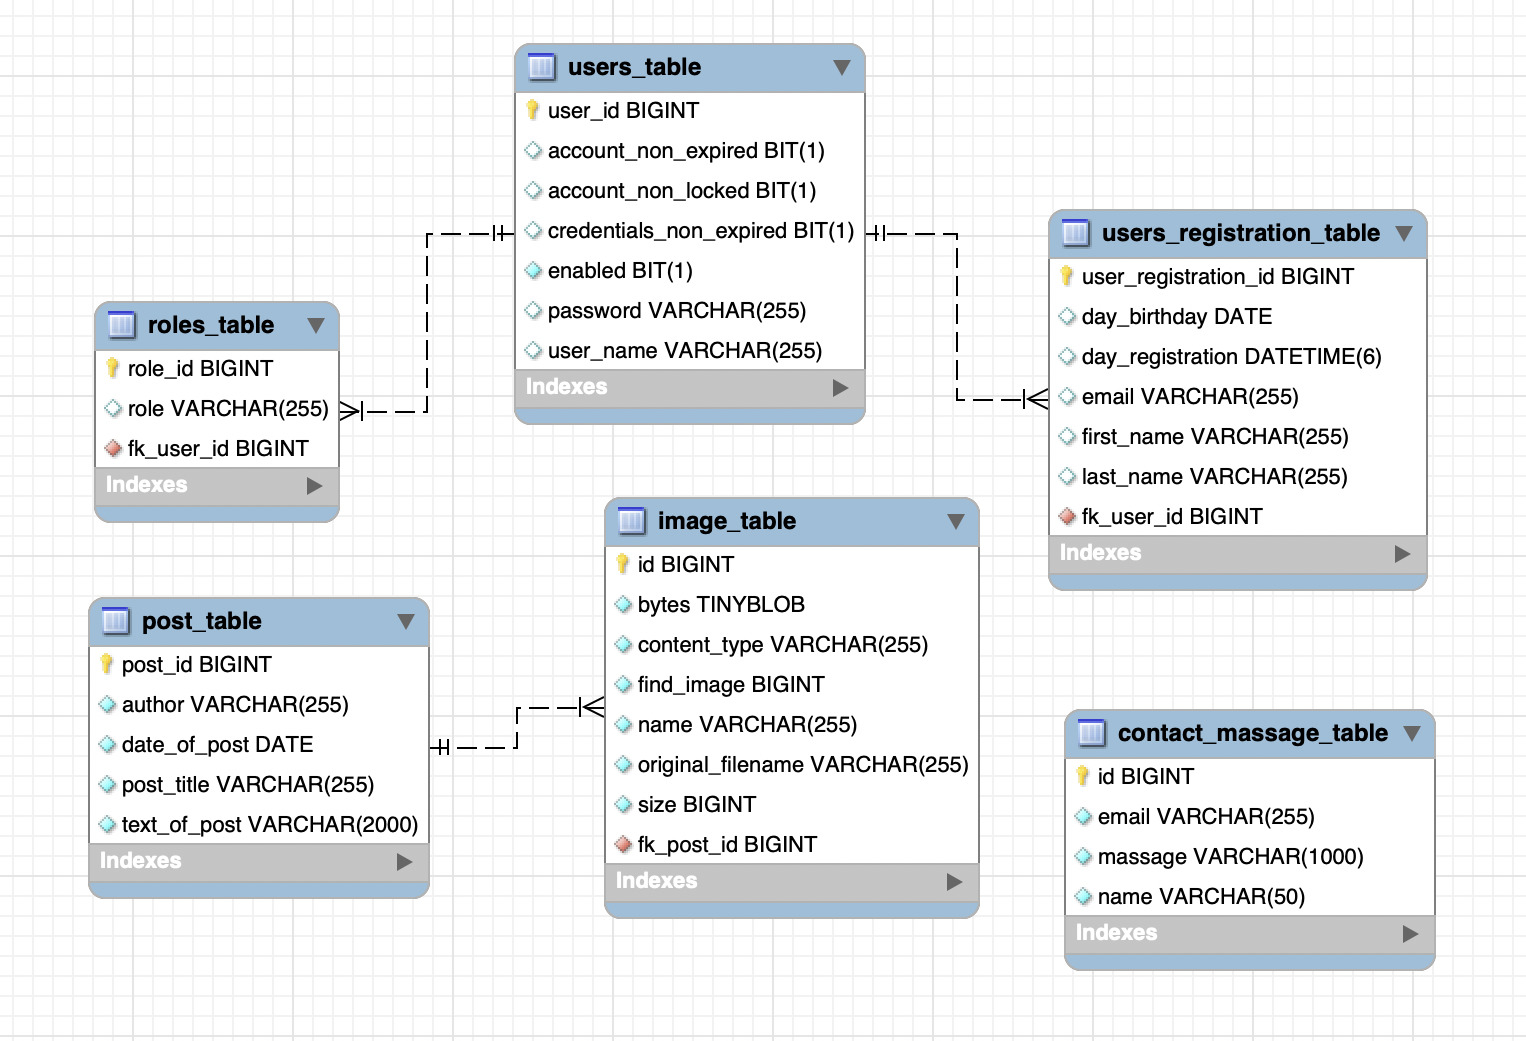 users_table
user_id BIGINT
account_non_expired BIT(1)
account_non_locked BIT(1)
credentials_non_expired BIT(1)
enabled BIT(1)
password VARCHAR(255)
user_name VARCHAR(255)
Indexes
users_registration_table
user_registration_id BIGINT
day_birthday DATE
day_registration DATETIME(6)
email VARCHAR(255)
first_name VARCHAR(255)
last_name VARCHAR(255)
fk_user_id BIGINT
Indexes
roles_table
role_id BIGINT
role VARCHAR(255)
fk_user_id BIGINT
Indexes
image_table
id BIGINT
bytes TINYBLOB
content_type VARCHAR(255)
find_image BIGINT
name VARCHAR(255)
original_filename VARCHAR(255)
size BIGINT
fk_post_id BIGINT
Indexes
post_table
post_id BIGINT
author VARCHAR(255)
date_of_post DATE
post_title VARCHAR(255)
text_of_post VARCHAR(2000)
Indexes
contact_massage_table
id BIGINT
email VARCHAR(255)
massage VARCHAR(1000)
name VARCHAR(50)
Indexes